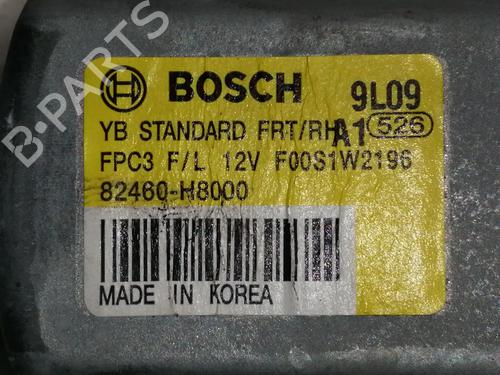 B-PARTS
BOSCH 9L09
YB STANDARD FRT/RH A1 526
FPC3 F/L 12V F00S1W2196
82460-H8000
MADE IN KOREA